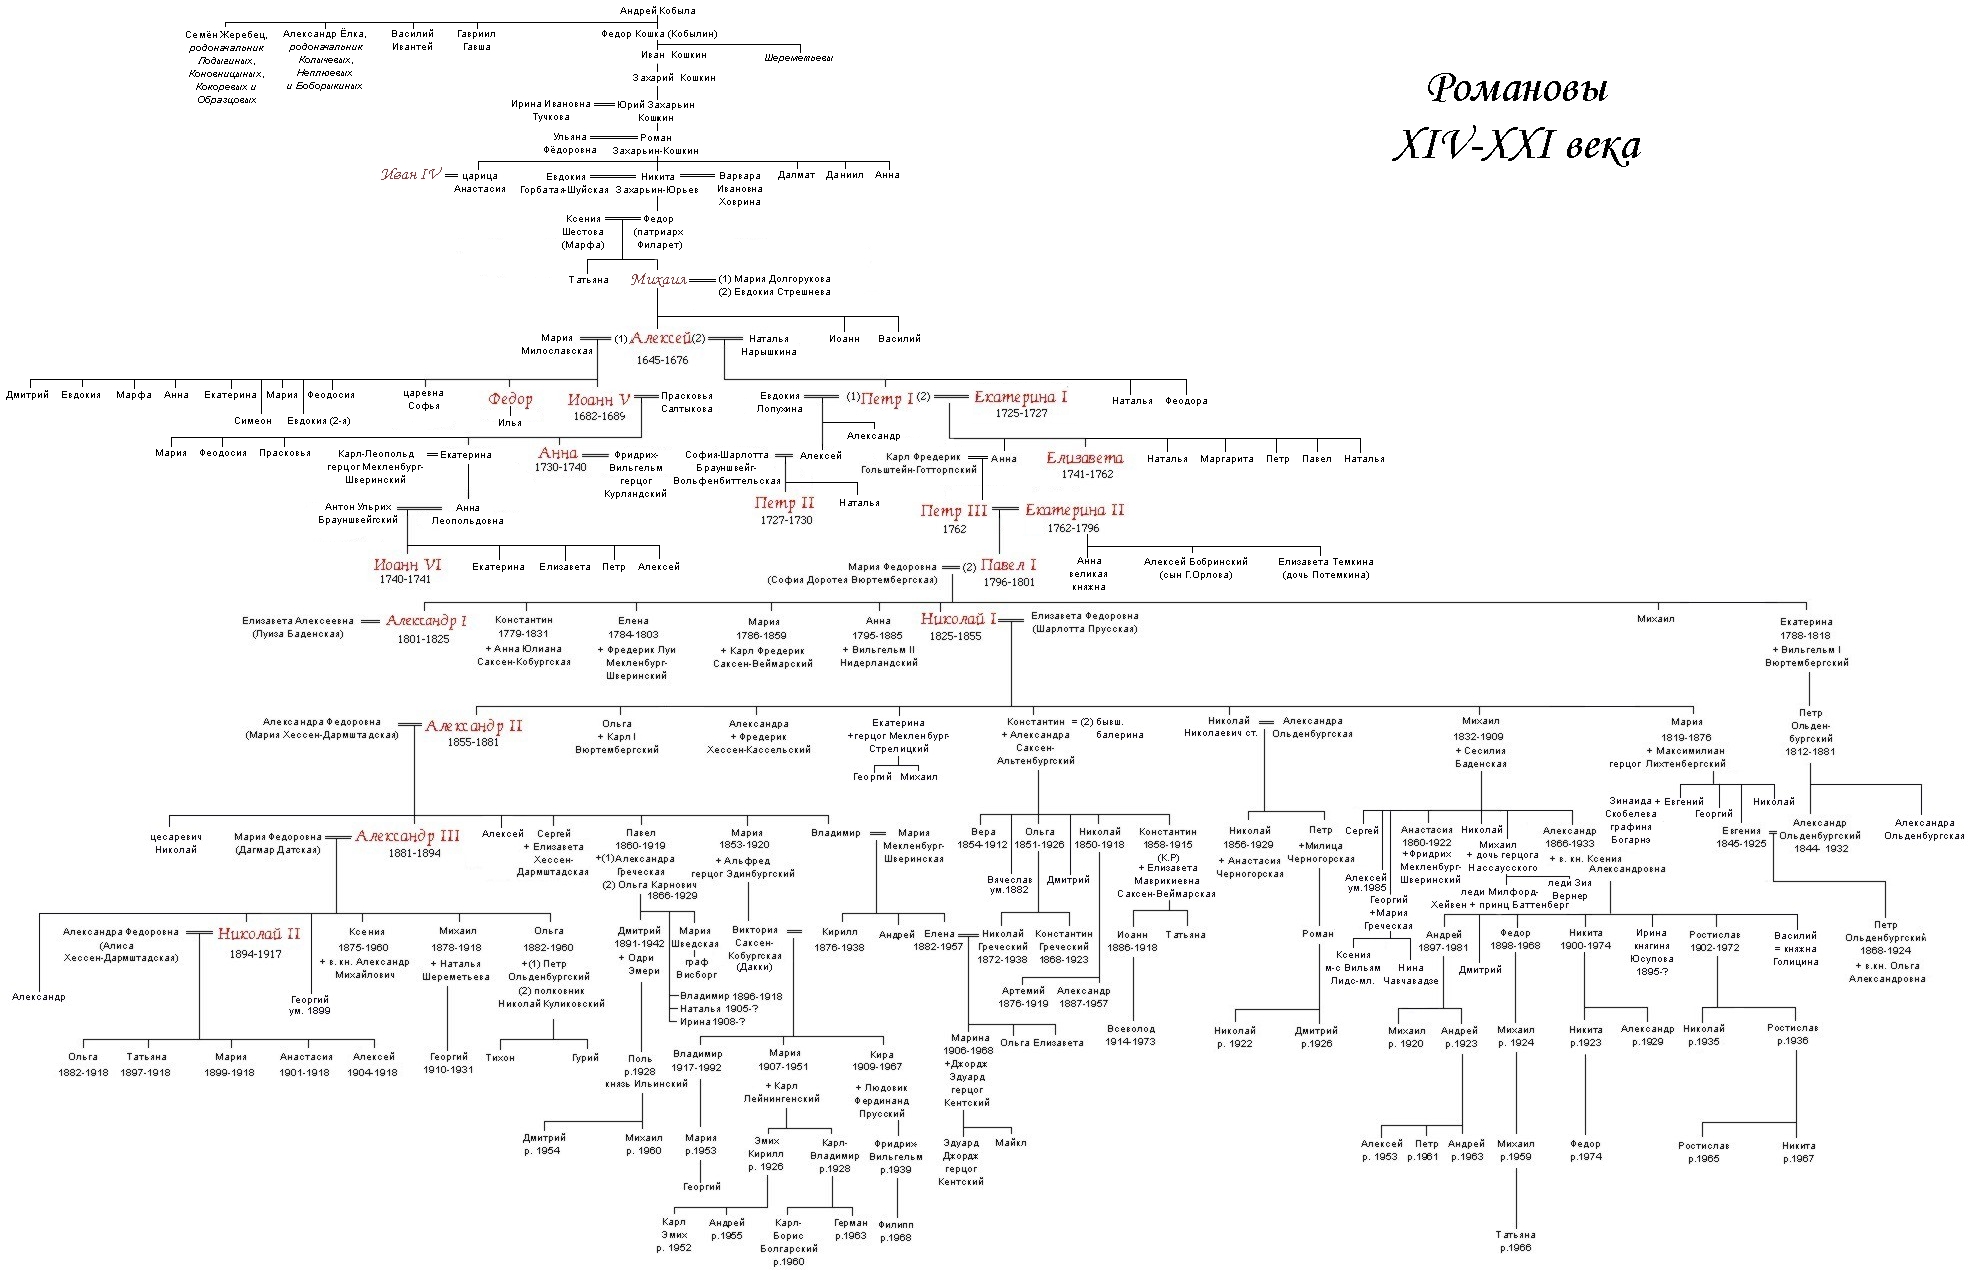 Романовы
XIV-XXI века
Андрей Кобыла
Семён Жеребец,
родоначальник
Лодыгиных,
Коновницыных,
Кокоревых и
Образцовых
Александр Ёлка,
родоначальник
Колычевых,
Неплюевых
и Боборыкиных
Василий
Ивантей
Гавриил
Гавша
Федор Кошка (Кобылин)
Иван Кошкин
Шереметьевы
Захарий Кошкин
Ирина Ивановна
Тучкова
Юрий Захарьин
Кошкин
Ульяна
Фёдоровна
Роман
Захарьин-Кошкин
Иван IV
царица
Анастасия
Евдокия
Горбатая-Шуйская
Никита
Захарьин-Юрьев
Варвара
Ивановна
Ховрина
Далмат
Даниил
Анна
Ксения
Шестова
(Марфа)
Федор
(патриарх
Филарет)
Татьяна
Михаил
(1) Мария Долгорукова
(2) Евдокия Стрешнева
Мария
Милославская
(1) Алексей (2)
1645-1676
Наталья
Нарышкина
Иоанн
Василий
Дмитрий
Евдокия
Марфа
Анна
Екатерина
Симеон
Мария
Евдокия (2-я)
Феодосия
царевна
Софья
Федор
Илья
Иоанн V
1682-1689
Прасковья
Салтыкова
Евдокия
Лопухина
(1) Петр I (2)
Екатерина I
1725-1727
Наталья
Феодора
Александр
Мария
Феодосия
Прасковья
Карл-Леопольд
герцог Мекленбург-
Шверинский
Екатерина
Анна
1730-1740
Фридрих-
Вильгельм
герцог
Курляндский
София-Шарлотта
Брауншвейг-
Вольфенбиттельская
Алексей
Карл Фредерик
Гольштейн-Готторпский
Анна
Елизавета
1741-1762
Наталья
Маргарита
Петр
Павел
Наталья
Антон Ульрих
Брауншвейгский
Анна
Леопольдовна
Петр II
1727-1730
Наталья
Петр III
1762
Екатерина II
1762-1796
Иоанн VI
1740-1741
Екатерина
Елизавета
Петр
Алексей
Мария Федоровна
(София Доротея Вюртембергская)
(2) Павел I
1796-1801
Анна
великая
княжна
Алексей Бобринский
(сын Г.Орлова)
Елизавета Темкина
(дочь Потемкина)
Елизавета Алексеевна
(Луиза Баденская)
Александр I
1801-1825
Константин
1779-1831
+ Анна Юлиана
Саксен-Кобургская
Елена
1784-1803
+ Фредерик Луи
Мекленбург-
Шверинский
Мария
1786-1859
+ Карл Фредерик
Саксен-Веймарский
Анна
1795-1885
+ Вильгельм II
Нидерландский
Николай I
1825-1855
Елизавета Федоровна
(Шарлотта Прусская)
Михаил
Екатерина
1788-1818
+ Вильгельм I
Вюртембергский
Александра Федоровна
(Мария Хессен-Дармштадская)
Александр II
1855-1881
Ольга
+ Карл I
Вюртембергский
Александра
+ Фредерик
Хессен-Кассельский
Екатерина
+герцог Мекленбург-
Стрелицкий
Георгий
Михаил
Константин = (2) бывш.
балерина
+ Александра
Саксен-
Альтенбургский
Николай
Николаевич ст.
Александра
Ольденбургская
Михаил
1832-1909
+ Сесилия
Баденская
Мария
1819-1876
+ Максимилиан
герцог Лихтенбергский
Петр
Ольден-
бургский
1812-1881
цесаревич
Николай
Мария Федоровна
(Дагмар Датская)
Александр III
1881-1894
Алексей
Сергей
+ Елизавета
Хессен-
Дармштадская
Павел
1860-1919
+(1)Александра
Греческая
(2) Ольга Карнович
1866-1929
Мария
1853-1920
+ Альфред
герцог Эдинбургский
Владимир
Мария
Мекленбург-
Шверинская
Вера
1854-1912
Вячеслав
ум.1882
Ольга
1851-1926
Дмитрий
Николай
1850-1918
Константин
1858-1915
(К.Р)
+ Елизавета
Маврикиевна
Саксен-Веймарская
Николай
1856-1929
+ Анастасия
Черногорская
Петр
+Милица
Черногорская
Сергей
Алексей
ум.1985
Георгий
+Мария
Греческая
Анастасия
1860-1922
+Фридрих
Мекленбург-
Шверинский
Николай
Михаил
+ дочь герцога
Нассаусского
леди Милфорд-
Хейвен + принц Баттенберг
леди Зия
Вернер
Александр
1866-1933
+ в. кн. Ксения
Александровна
Зинаида +
Скобелева
графиня
Богарнэ
Евгений
Георгий
Евгения
1845-1925
Николай
Александр
Ольденбургский
1844- 1932
Александр
Ольденбургская
Александр
Александра Федоровна
(Алиса
Хессен-Дармштадская)
Николай II
1894-1917
Георгий
ум. 1899
Ксения
1875-1960
+ в. кн. Александр
Михайлович
Михаил
1878-1918
+ Наталья
Шереметьева
Ольга
1882-1960
+(1) Петр
Ольденбургский
(2) полковник
Николай Куликовский
Дмитрий
1891-1942
+ Одри
Эмери
Мария
Шведская
граф
Висборг
Владимир 1896-1918
Наталья 1905-?
Ирина 1908-?
Виктория
Саксен-
Кобургская
(Дакки)
Кирилл
1876-1938
Андрей
Елена
1882-1957
Николай
Греческий
1872-1938
Константин
Греческий
1868-1923
Артемий
1876-1919
Александр
1887-1957
Иоанн
1886-1918
Татьяна
Роман
Ксения
м-с Вильям
Лидс-мл.
Нина
Чавчавадзе
Андрей
1897-1981
Дмитрий
Федор
1898-1968
Никита
1900-1974
Ирина
княгина
Юсупова
1895-?
Ростислав
1902-1972
Василий
= княжна
Голицина
Петр
Ольденбургский
1868-1924
+ в.кн. Ольга
Александровна
Ольга
1882-1918
Татьяна
1897-1918
Мария
1899-1918
Анастасия
1901-1918
Алексей
1904-1918
Георгий
1910-1931
Тихон
Гурий
Поль
р.1928
князь Ильинский
Владимир
1917-1992
Мария
1907-1951
+ Карл
Лейнингенский
Кира
1909-1967
+ Людовик
Фердинанд
Прусский
Марина
1906-1968
+Джордж
Эдуард
герцог
Кентский
Ольга
Елизавета
Всеволод
1914-1973
Николай
р.1922
Дмитрий
р.1926
Михаил
р.1920
Андрей
р.1923
Михаил
р. 1924
Никита
р.1923
Александр
р.1929
Николай
р.1935
Ростислав
р.1936
Дмитрий
р. 1954
Михаил
р. 1960
Мария
р.1953
Георгий
Эмих
Кирилл
р. 1926
Карл-
Владимир
р.1928
Фридрих-
Вильгельм
р.1939
Эдуард
Джордж
герцог
Кентский
Майкл
Алексей
р. 1953
Петр
р.1961
Андрей
р.1963
Михаил
р.1959
Федор
р.1974
Ростислав
р.1965
Никита
р.1967
Карл
Эмих
р. 1952
Андрей
р.1955
Карл-
Борис
Болгарский
р.1960
Герман
р.1963
Филипп
р.1968
Татьяна
р.1966